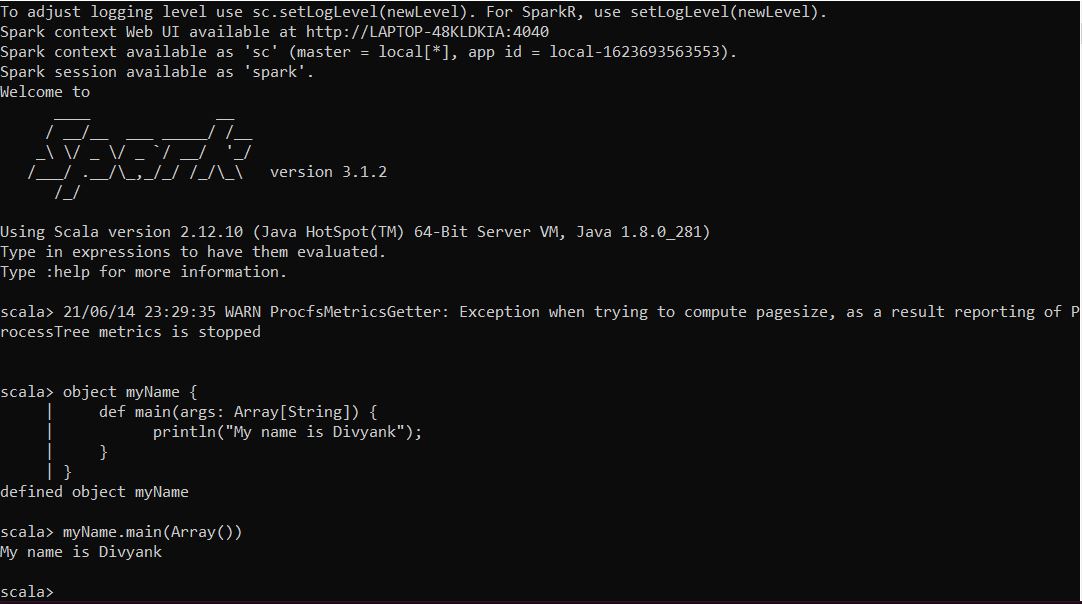 To adjust logging level use sc.setLogLevel(newLevel). For SparkR, use setLogLevel(newLevel).
Spark context Web UI available at http://LAPTOP-48KLDKIA:4040
Spark context available as 'sc' (master = local[*], app id = local-1623693563553).
Spark session available as 'spark'.
Welcome to
      ____              __
     / __/__  ___ _____/ /__
    _\ \/ _ \/ _ `/ __/  '_/
   /___/ .__/\_,_/_/ /_/\_\   version 3.1.2
      /_/

Using Scala version 2.12.10 (Java HotSpot(TM) 64-Bit Server VM, Java 1.8.0_281)
Type in expressions to have them evaluated.
Type :help for more information.

scala> 21/06/14 23:29:35 WARN ProcfsMetricsGetter: Exception when trying to compute pagesize, as a result reporting of P
rocessTree metrics is stopped


scala> object myName {
     |     def main(args: Array[String]) {
     |           println("My name is Divyank");
     |     }
     | }
defined object myName

scala> myName.main(Array())
My name is Divyank

scala>